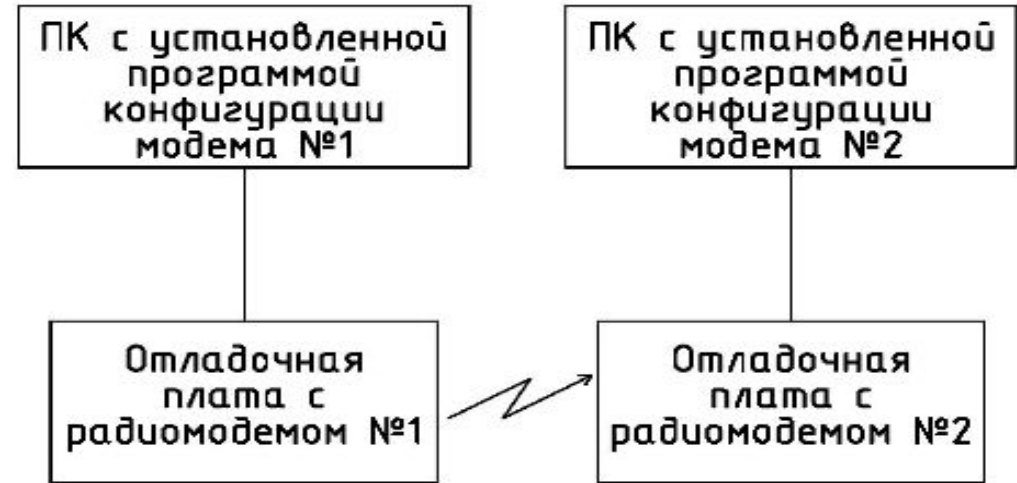 ПК с установленной
программой
конфигурации
модема №1
ПК с установленной
программой
конфигурации
модема №2
Отладочная
плата с
радиомодемом №1
Отладочная
плата с
радиомодемом №2